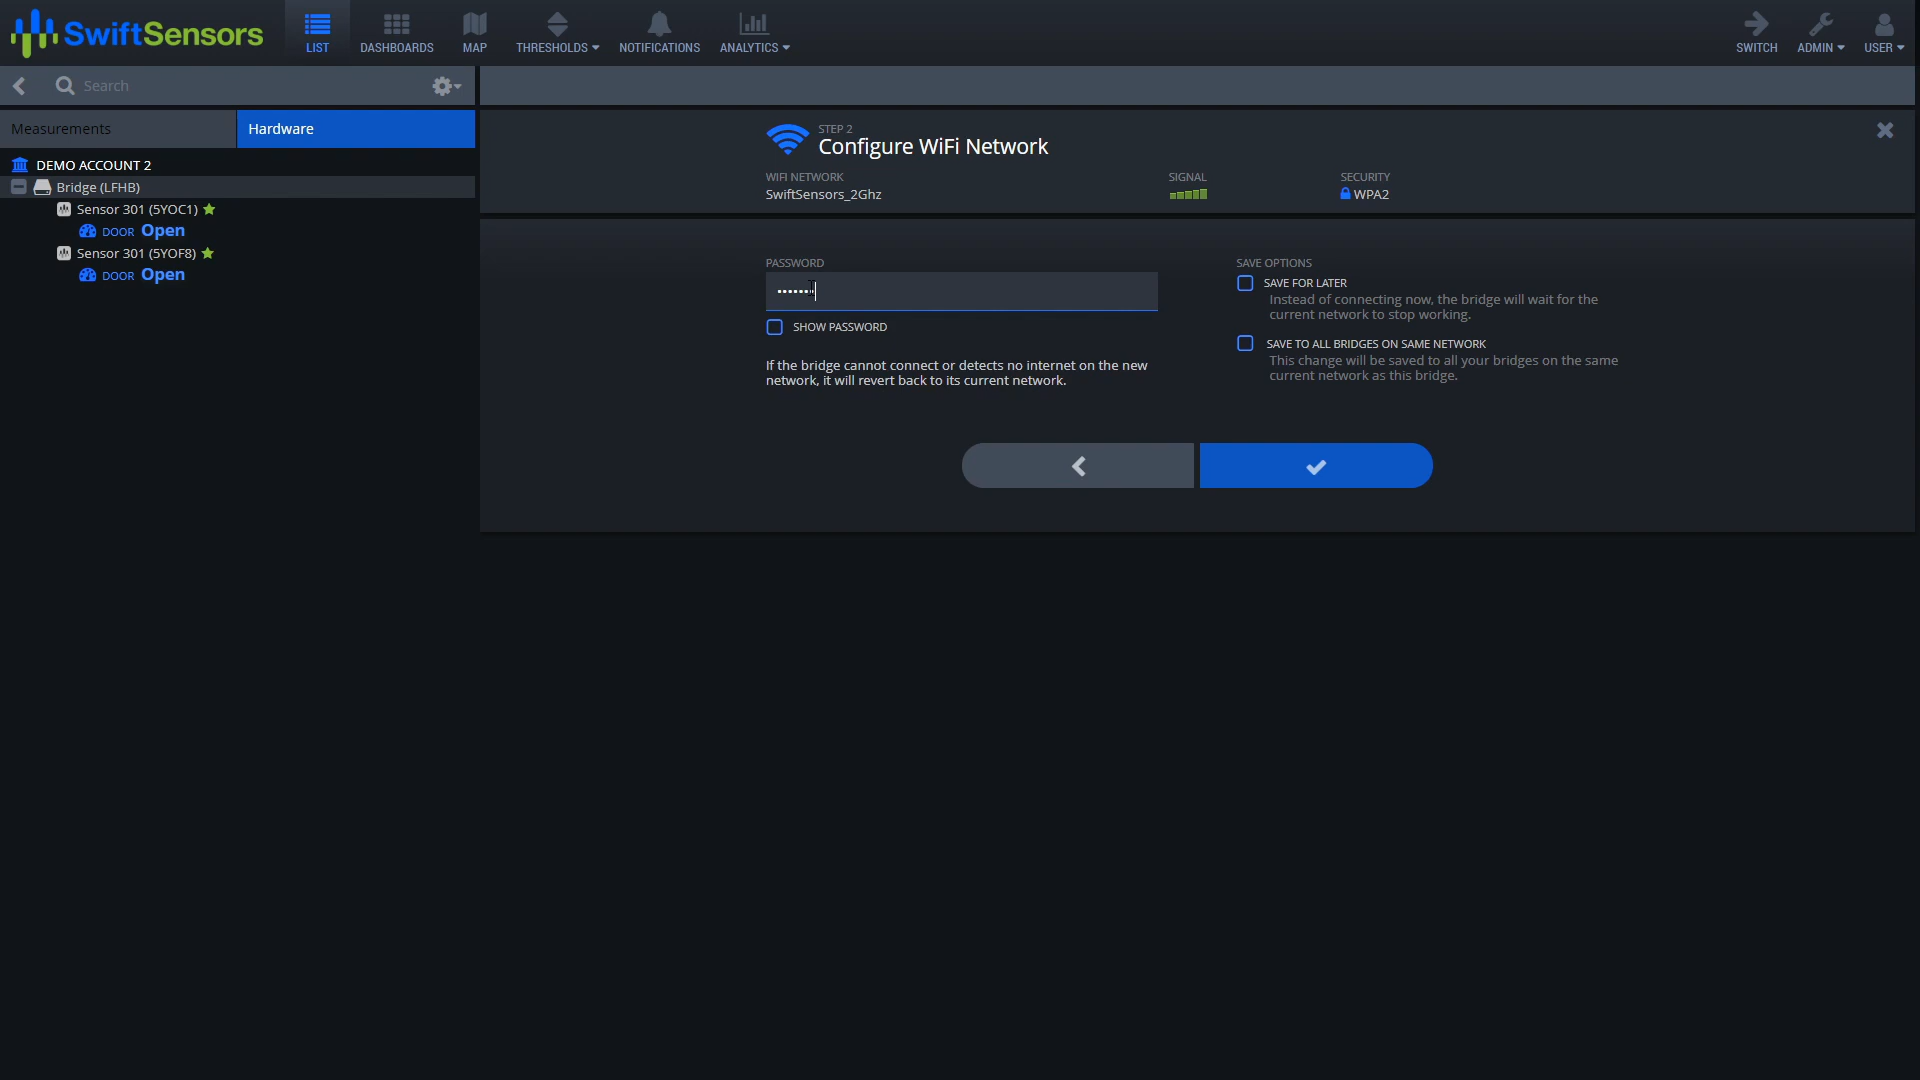 SwiftSensors
LIST
DASHBOARDS
MAP
THRESHOLDS
NOTIFICATIONS
ANALYTICS
SWITCH
ADMIN
USER
Search
Measurements
Hardware
DEMO ACCOUNT 2
Bridge (LFHB)
Sensor 301 (5YOC1)
DOOR Open
Sensor 301 (5YOF8)
DOOR Open
STEP 2
Configure WiFi Network
WIFI NETWORK
SwiftSensors_2Ghz
SIGNAL
SECURITY
WPA2
PASSWORD
SHOW PASSWORD
If the bridge cannot connect or detects no internet on the new
network, it will revert back to its current network.
SAVE OPTIONS
SAVE FOR LATER
Instead of connecting now, the bridge will wait for the
current network to stop working.
SAVE TO ALL BRIDGES ON SAME NETWORK
This change will be saved to all your bridges on the same
current network as this bridge.